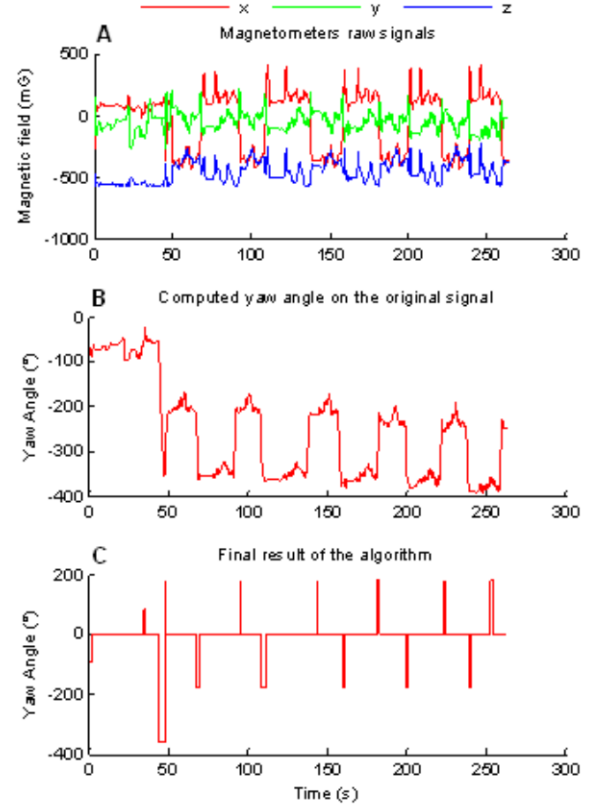 x y z
A Magnetometers raw signals
Magnetic field (mG)
500
0
-500
-1000
0 50 100 150 200 250 300
B Computed yaw angle on the original signal
Yaw Angle (°)
0
-100
-200
-300
-400
0 50 100 150 200 250 300
C Final result of the algorithm
Yaw Angle (°)
200
0
-200
-400
0 50 100 150 200 250 300
Time (s)